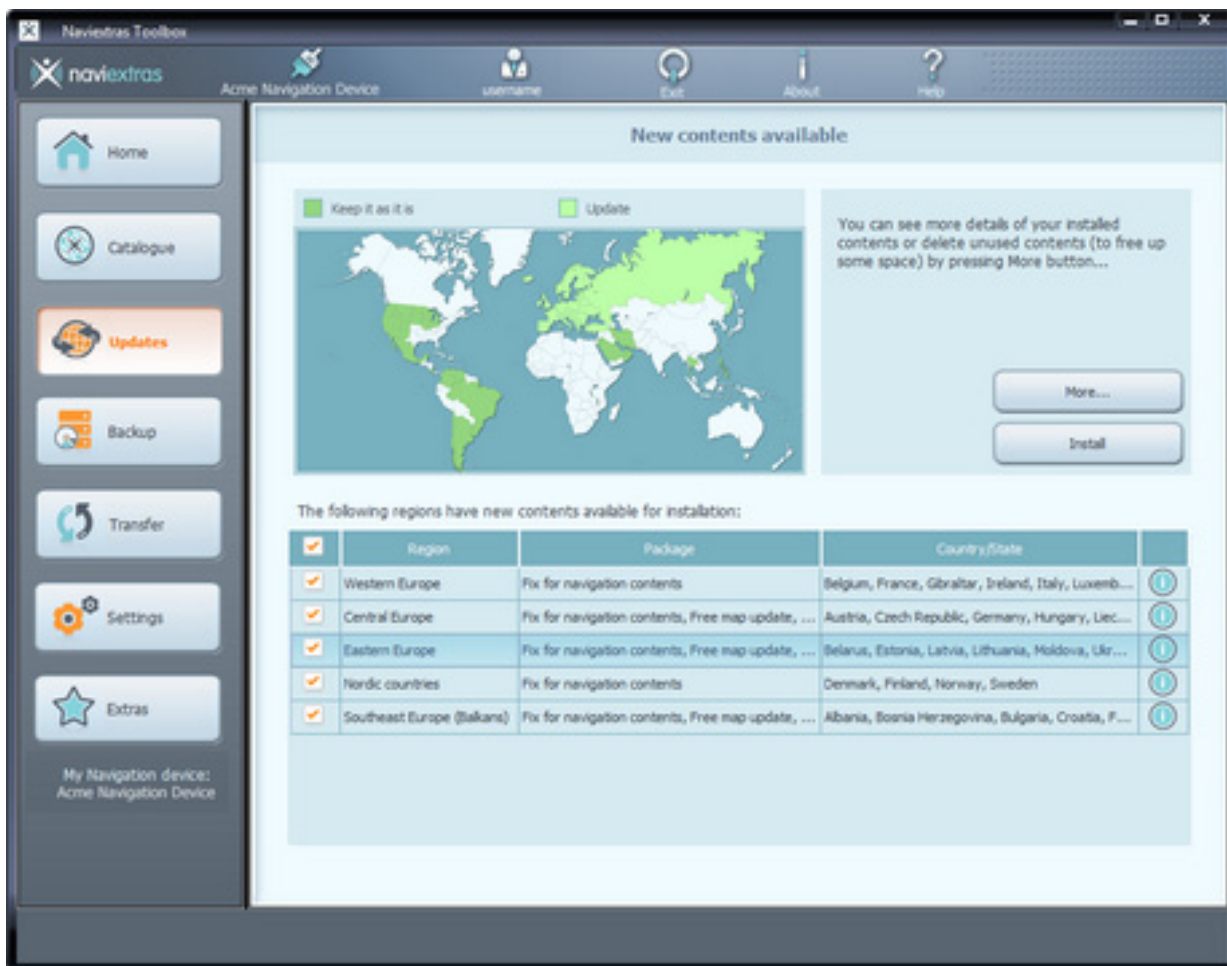 Naviextras Toolbox
naviextras
Acme Navigation Device
username
Exit
About
Help
Home
Catalogue
Updates
Backup
Transfer
Settings
Extras
My Navigation device:
Acme Navigation Device
New contents available
Keep it as it is
Update
You can see more details of your installed
contents or delete unused contents (to free up
some space) by pressing More button...
More...
Install
The following regions have new contents available for installation:
Region Package Country/State
Western Europe Fix for navigation contents Belgium, France, Gibraltar, Ireland, Italy, Luxemb...
Central Europe Fix for navigation contents, Free map update, ... Austria, Czech Republic, Germany, Hungary, Liec...
Eastern Europe Fix for navigation contents, Free map update, ... Belarus, Estonia, Latvia, Lithuania, Moldova, Ukr...
Nordic countries Fix for navigation contents Denmark, Finland, Norway, Sweden
Southeast Europe (Balkans) Fix for navigation contents, Free map update, ... Albania, Bosnia Herzegovina, Bulgaria, Croatia, F...